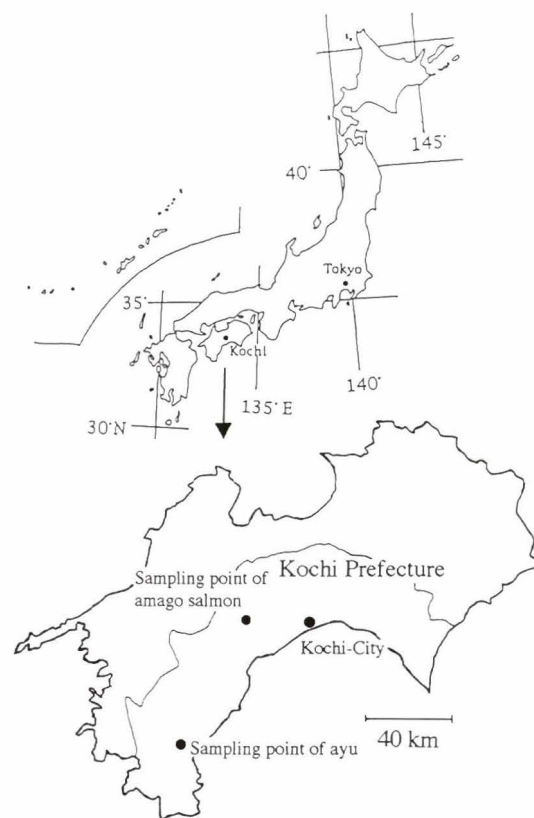 145°
40°
Tokyo
35°
Kochi
140°
135°E
30°N
Sampling point of
amago salmon
Kochi Prefecture
Kochi-City
40 km
Sampling point of ayu